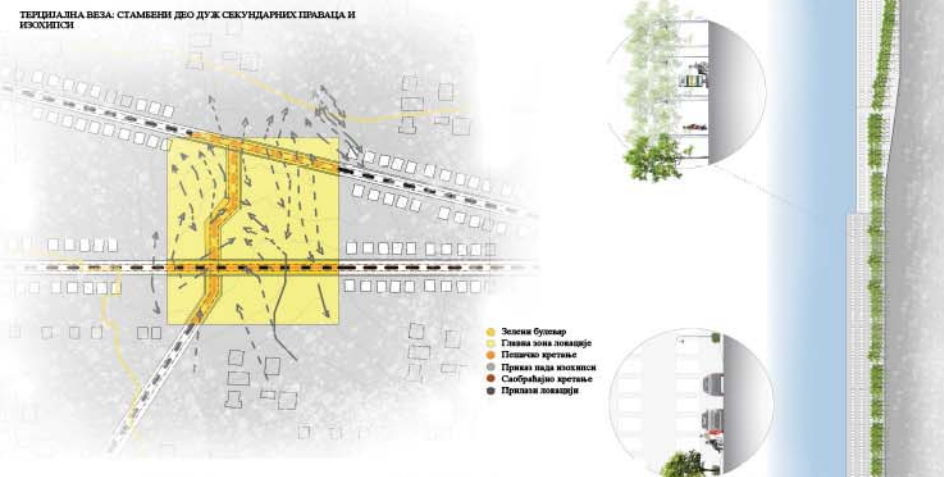 ТЕРЦИЈАЛНА ВЕЗА: СТАМБЕНИ ДЕО ДУЖ СЕКУНДАРНИХ ПРАВАЦА И
ИЗОХИПСИ
Зелени булевар
Главна зона локације
Пешачко кретање
Приказ пада изохипси
Саобраћајно кретање
Прилази локацији